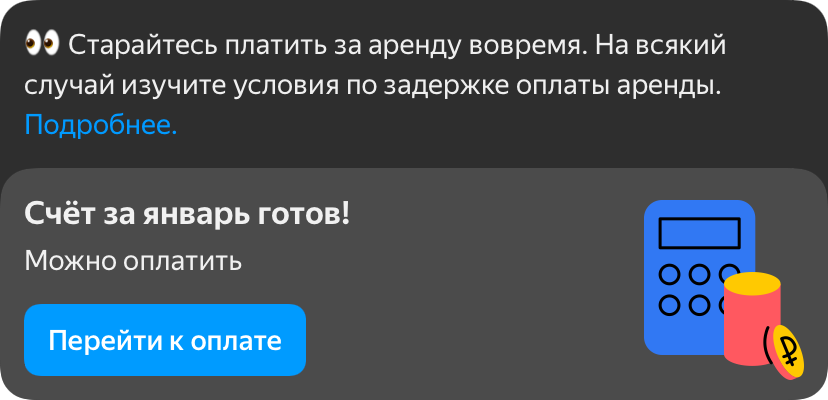 👀 Старайтесь платить за аренду вовремя. На всякий
случай изучите условия по задержке оплаты аренды.
Подробнее.
Счёт за январь готов!
Можно оплатить
Перейти к оплате
₽